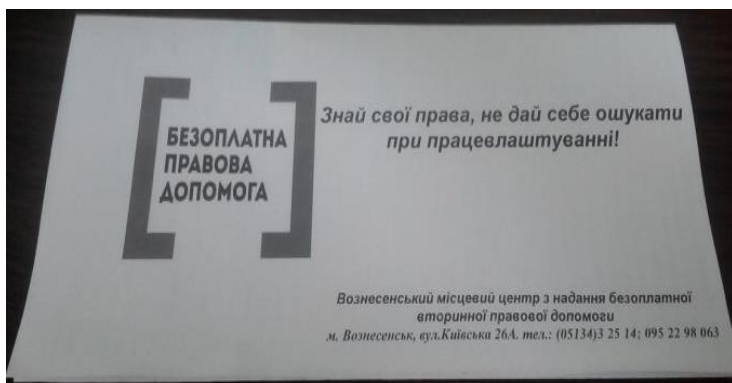 БЕЗОПЛАТНА
ПРАВОВА
ДОПОМОГА
Знай свої права, не дай себе ошукати
при працевлаштуванні!
Вознесенський місцевий центр з надання безоплатної
вторинної правової допомоги
м. Вознесенськ, вул.Київська 26А. тел.: (05134)3 25 14; 095 22 98 063